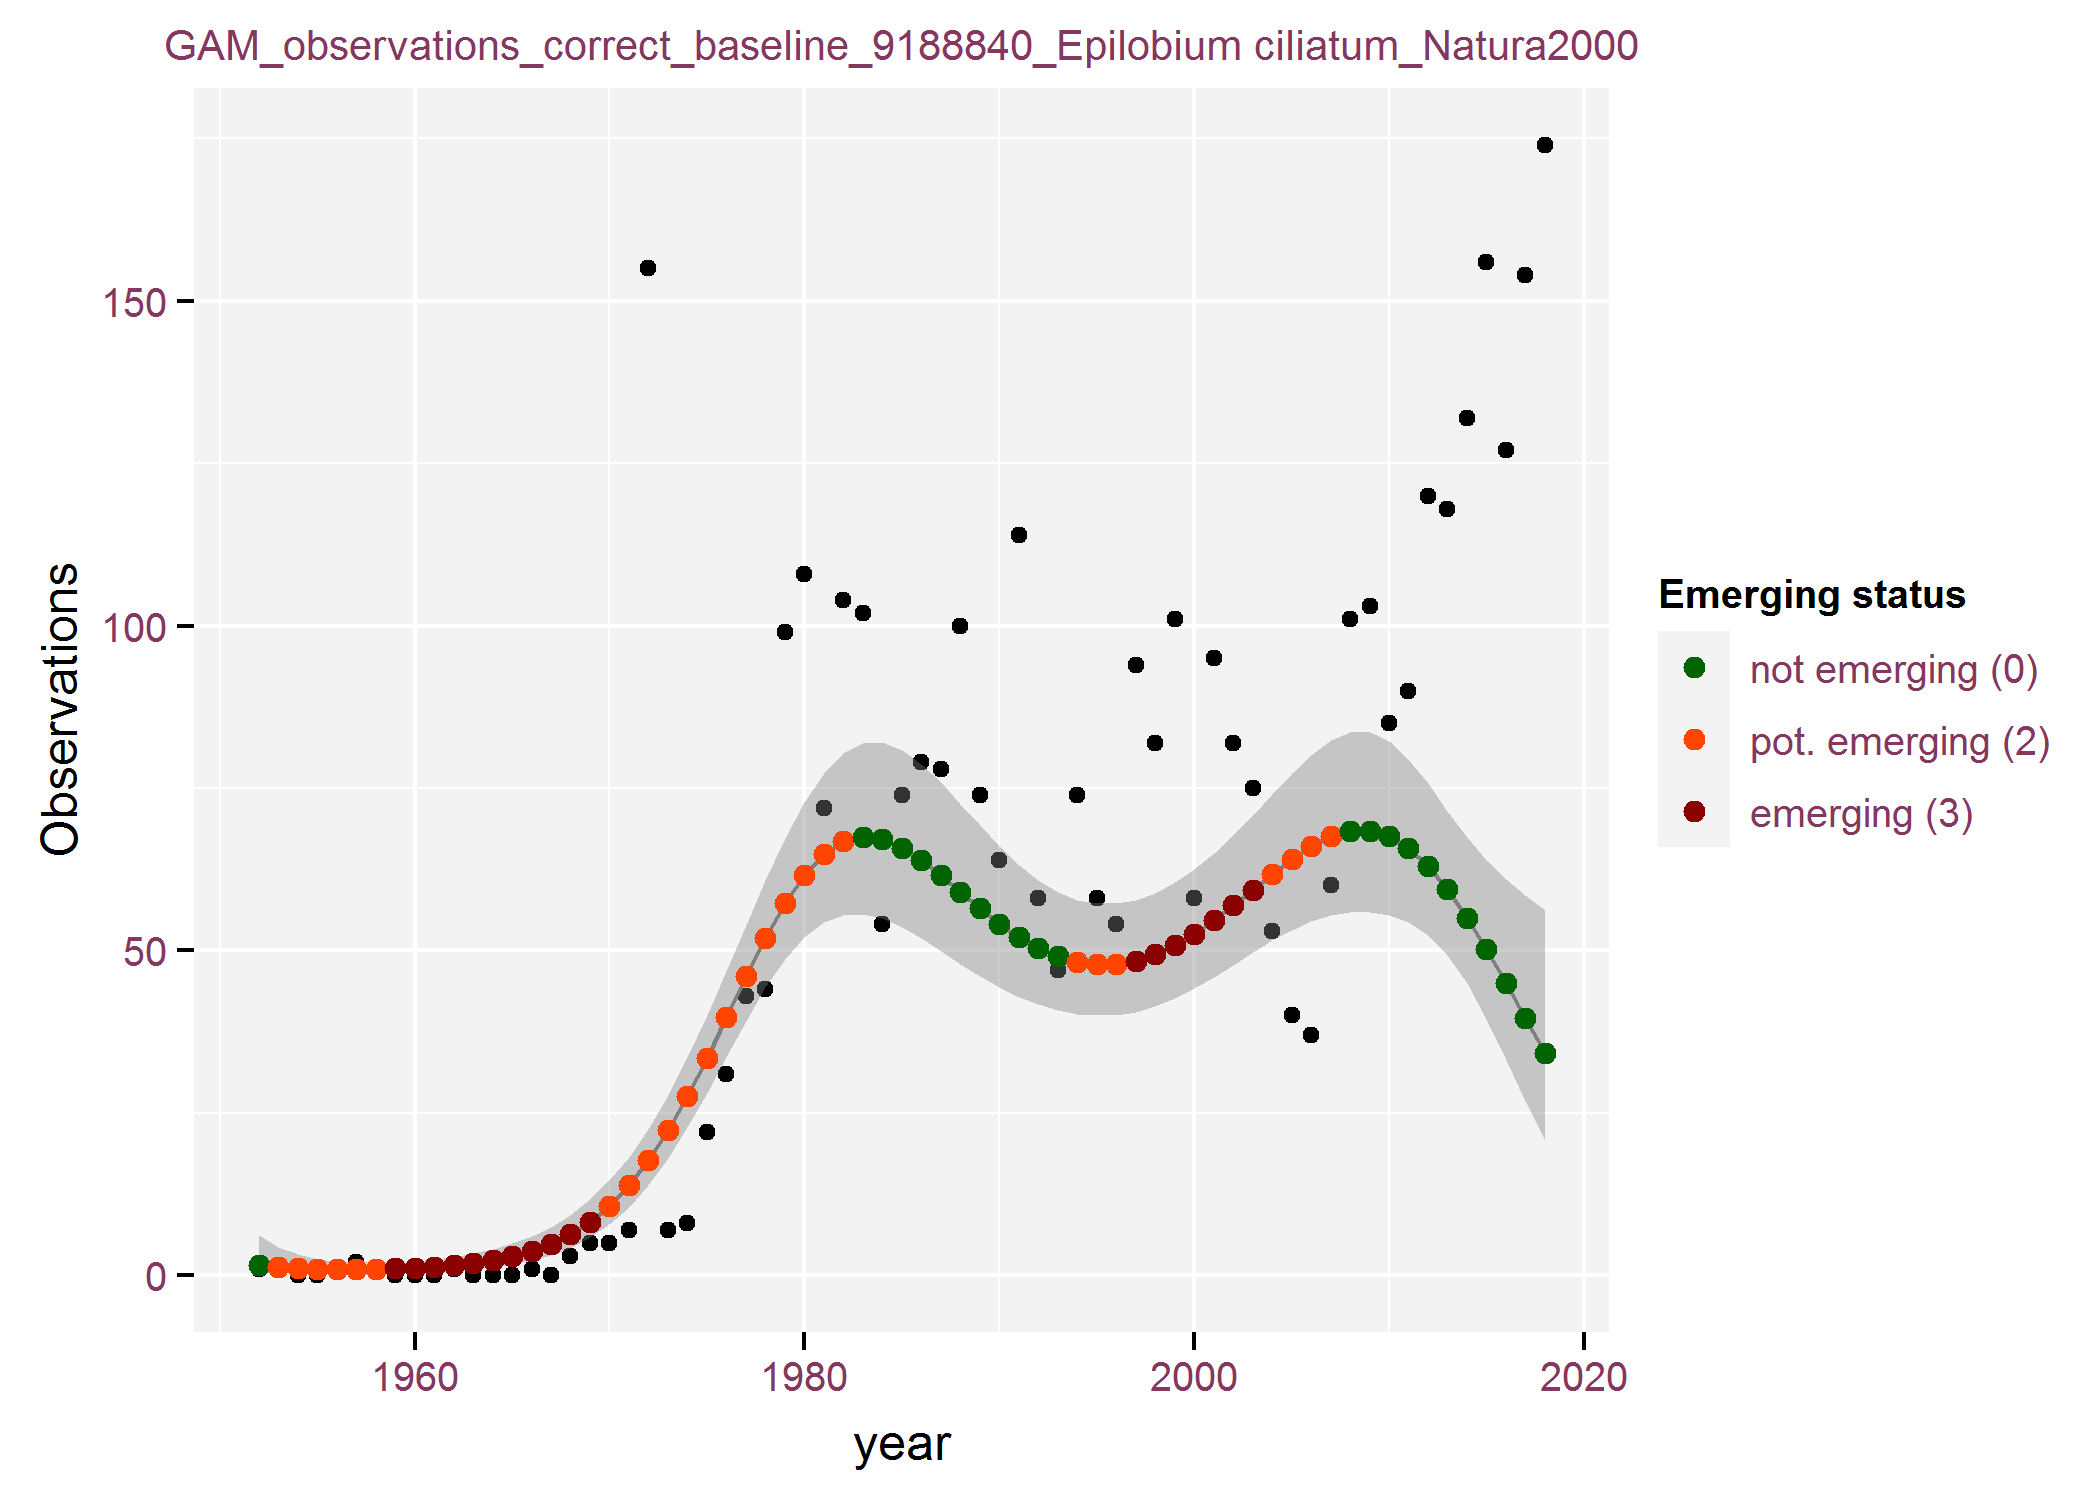 GAM_observations_correct_baseline_9188840_Epilobium ciliatum_Natura2000
Observations
150
100
50
0
1960
1980
2000
2020
year
Emerging status
not emerging (0)
pot. emerging (2)
emerging (3)